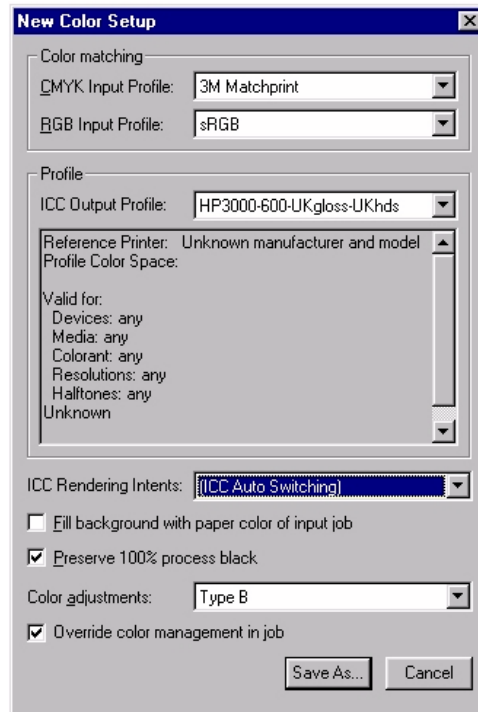 New Color Setup
Color matching
CMYK Input Profile: 3M Matchprint
RGB Input Profile: sRGB
Profile
ICC Output Profile: HP3000-600-UKgloss-UKhds
Reference Printer: Unknown manufacturer and model
Profile Color Space:
Valid for:
Devices: any
Media: any
Colorant: any
Resolutions: any
Halftones: any
Unknown
ICC Rendering Intents: (ICC Auto Switching)
Fill background with paper color of input job
Preserve 100% process black
Color adjustments: Type B
Override color management in job
Save As... Cancel